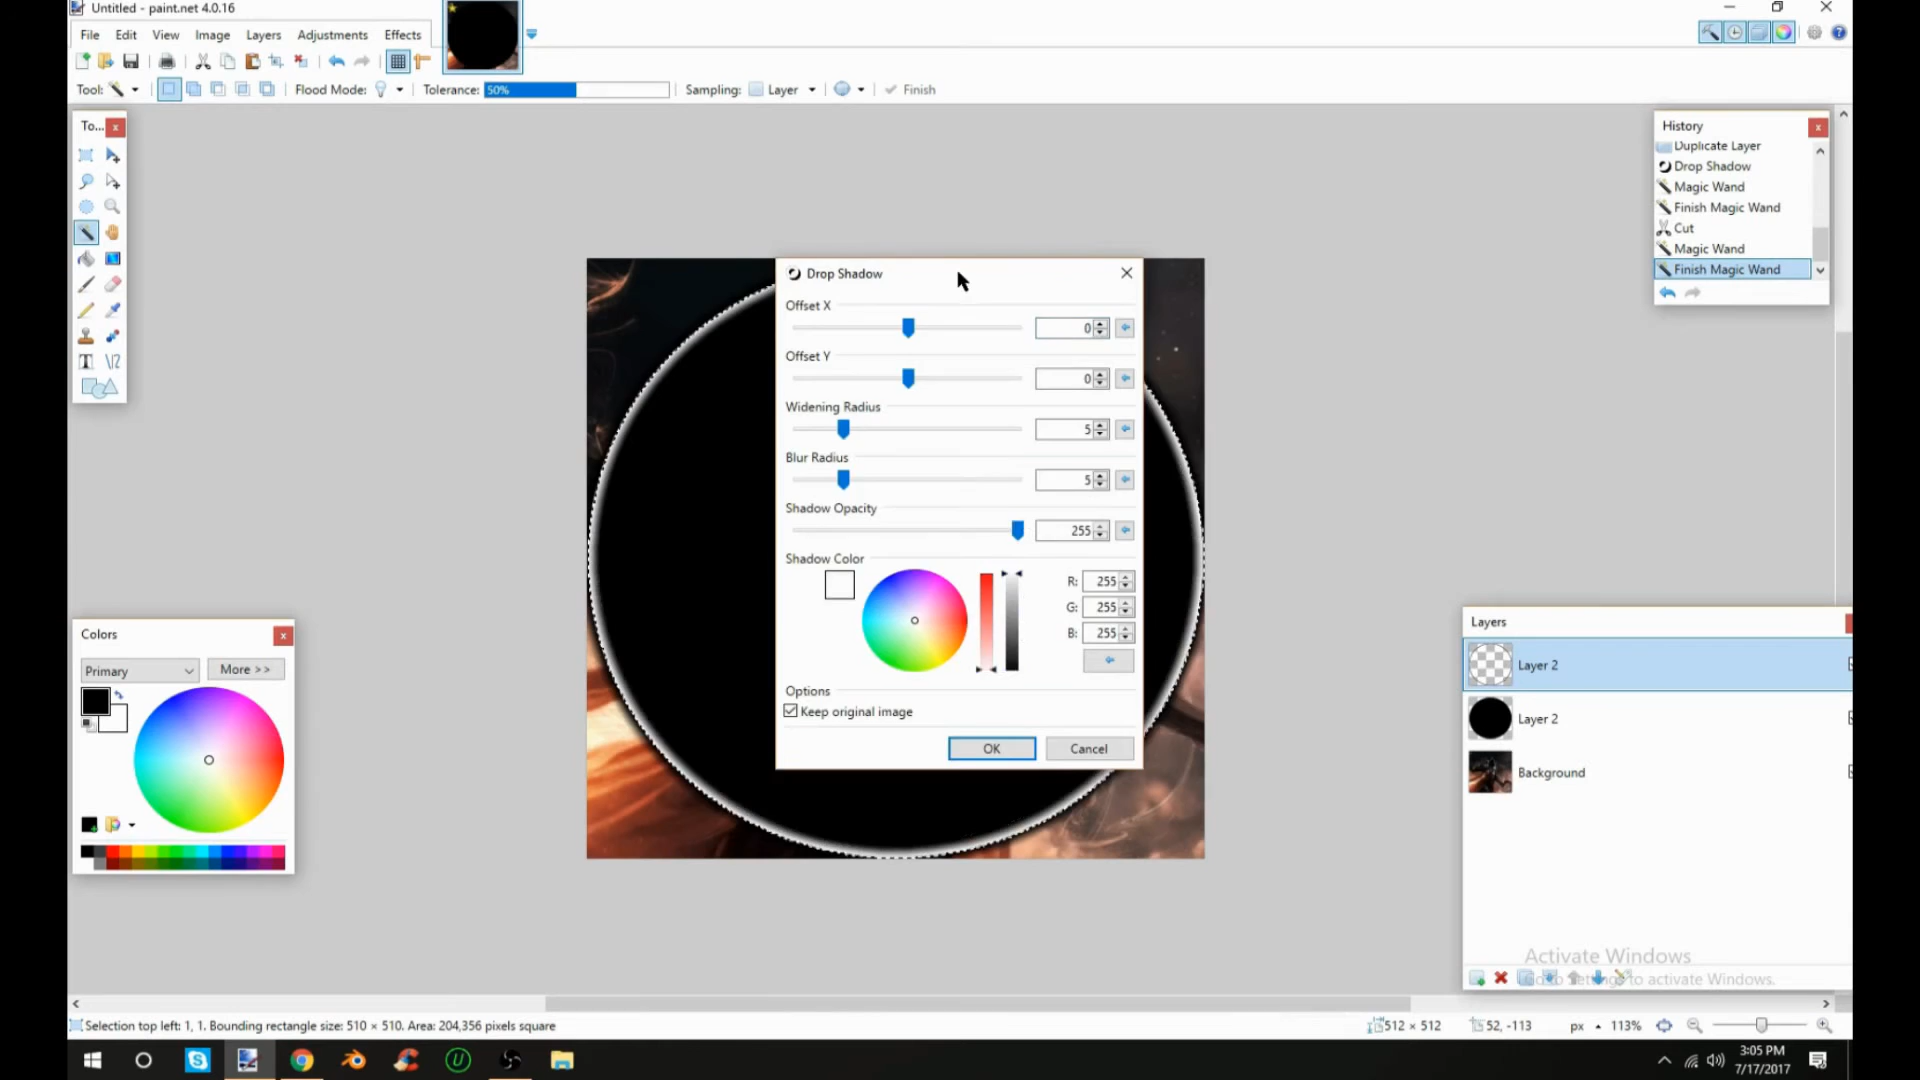 Untitled - paint.net 4.0.16
File Edit View Image Layers Adjustments Effects
Tool: Flood Mode: Tolerance: 50% Sampling: Layer Finish
To...
History
Duplicate Layer
Drop Shadow
Magic Wand
Finish Magic Wand
Cut
Magic Wand
Finish Magic Wand
Drop Shadow
Offset X
0
Offset Y
0
Widening Radius
5
Blur Radius
5
Shadow Opacity
255
Shadow Color
R: 255
G: 255
B: 255
Options
Keep original image
OK Cancel
Colors
Primary More >>
Layers
Layer 2
Layer 2
Background
Activate Windows
to activate Windows.
Selection top left: 1, 1. Bounding rectangle size: 510 × 510. Area: 204,356 pixels square
512 × 512 52, -113 px 113%
3:05 PM
7/17/2017